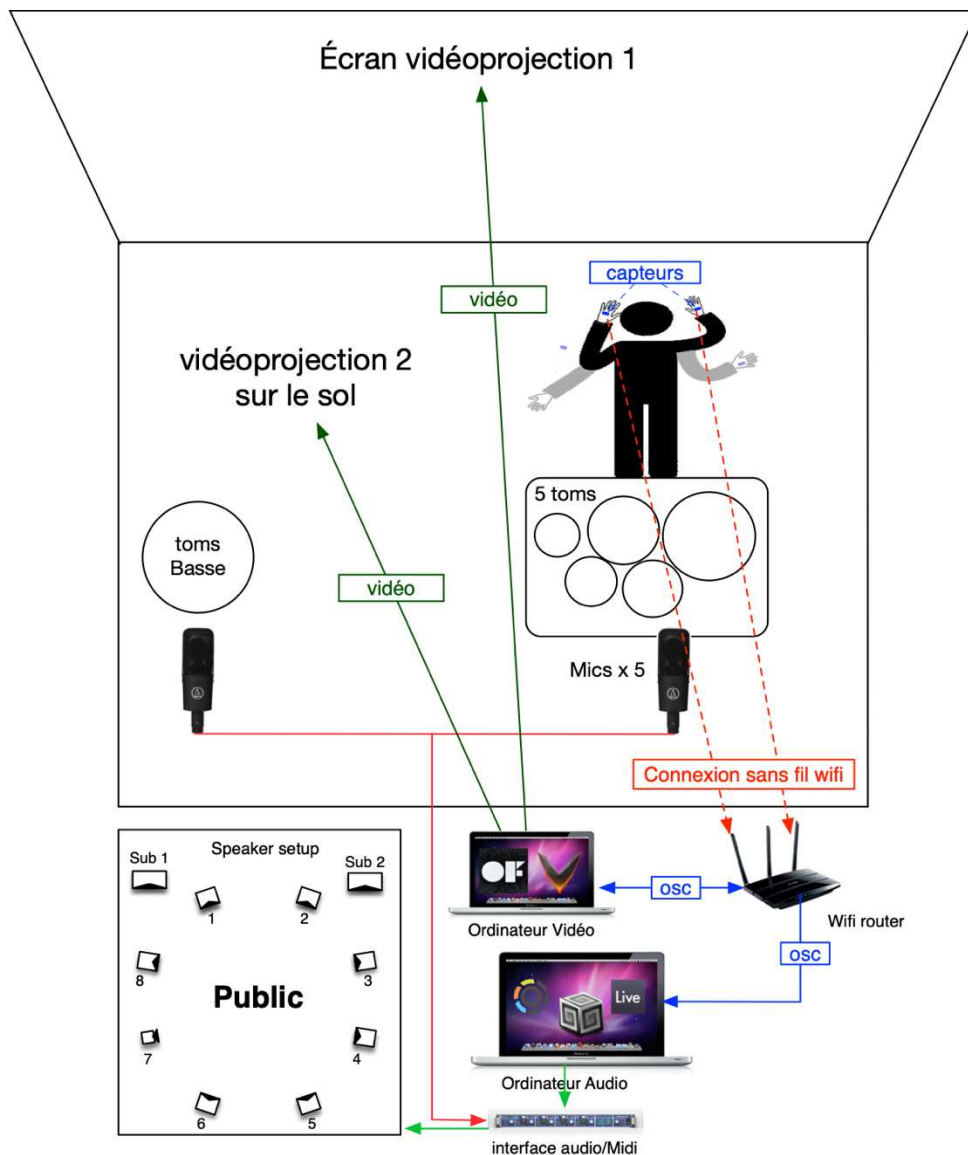 Écran vidéoprojection 1
capteurs
vidéo
vidéoprojection 2
sur le sol
5 toms
toms
Basse
vidéo
Mics x 5
Connexion sans fil wifi
Speaker setup
Sub 1
Sub 2
1
2
8
3
Public
7
4
6
5
OF
osc
Ordinateur Vidéo
Wifi router
osc
Live
Ordinateur Audio
interface audio/Midi